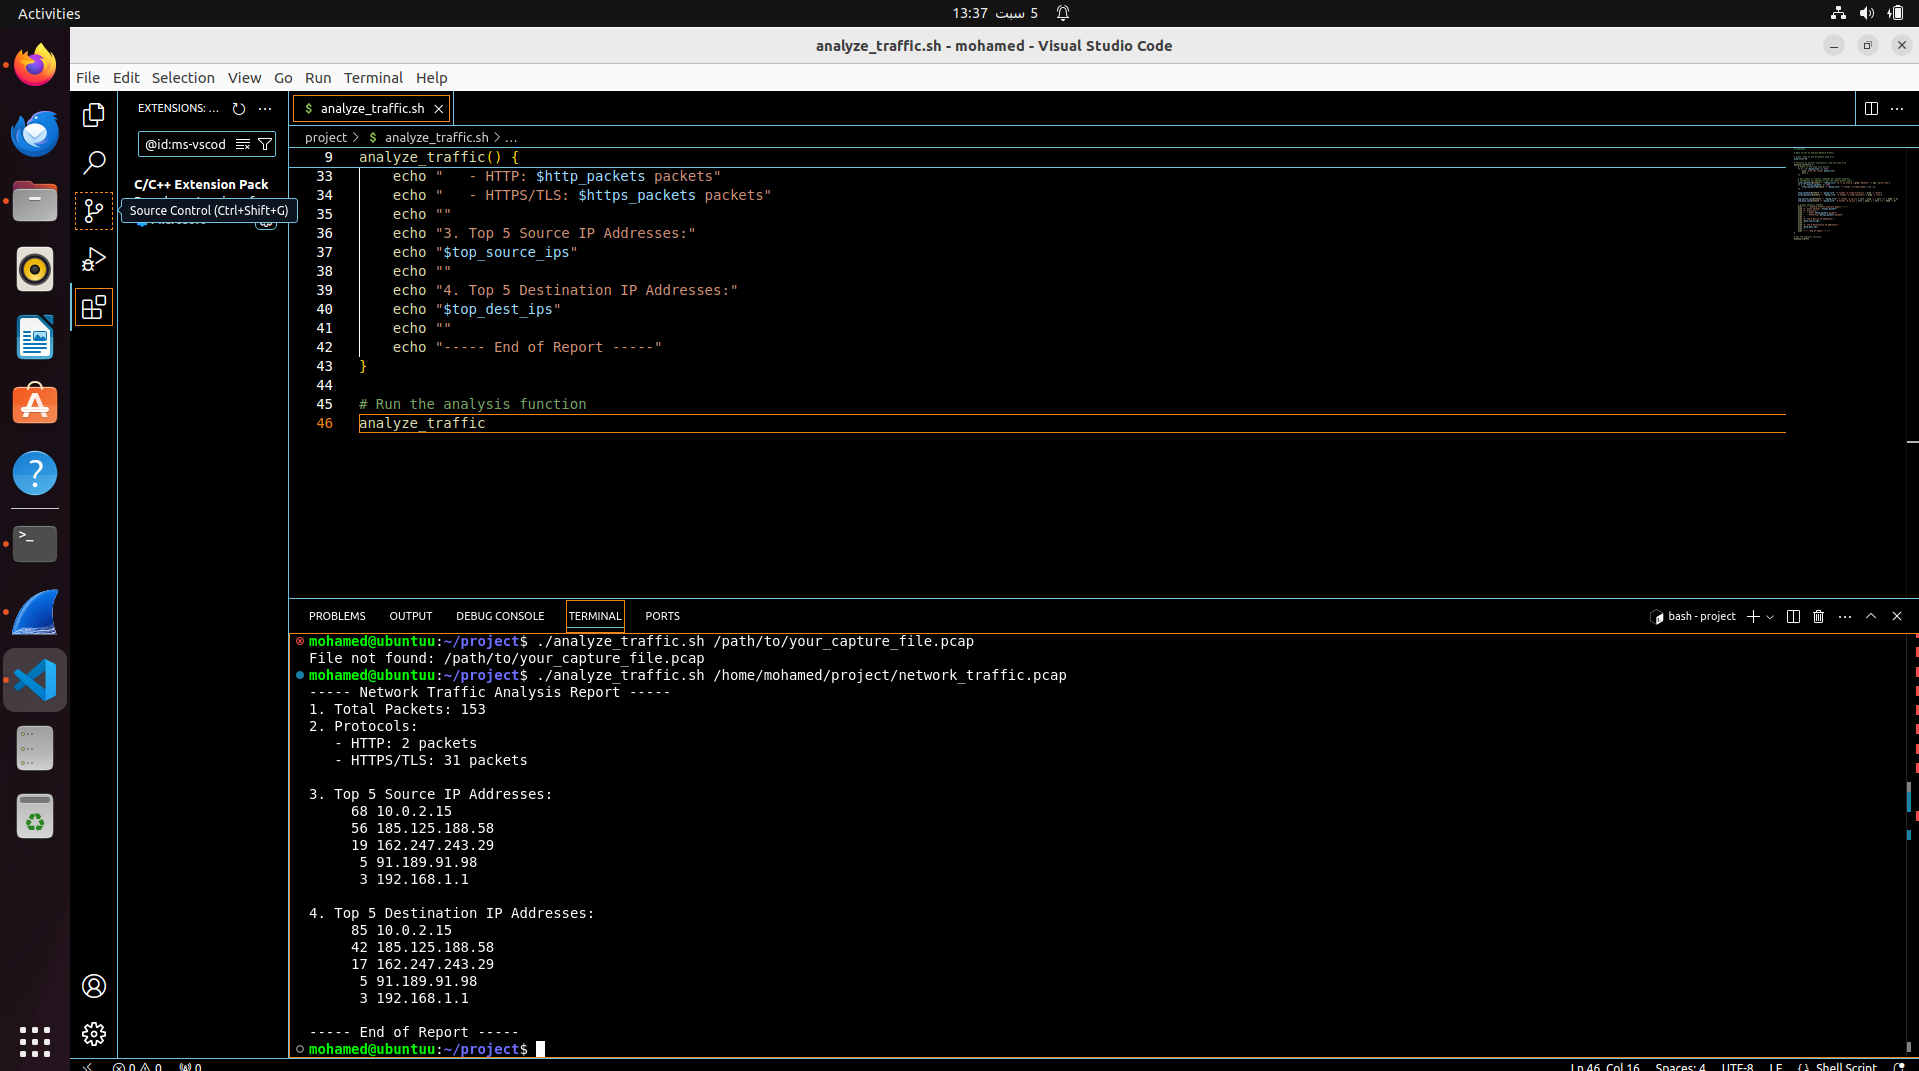 Activities
5 سبت 13:37
analyze_traffic.sh - mohamed - Visual Studio Code
File Edit Selection View Go Run Terminal Help
EXTENSIONS: ...
@id:ms-vscod
C/C++ Extension Pack
Source Control (Ctrl+Shift+G)
$ analyze_traffic.sh
project > $ analyze_traffic.sh > ...
9 analyze_traffic() {
33 echo "   - HTTP: $http_packets packets"
34 echo "   - HTTPS/TLS: $https_packets packets"
35 echo ""
36 echo "3. Top 5 Source IP Addresses:"
37 echo "$top_source_ips"
38 echo ""
39 echo "4. Top 5 Destination IP Addresses:"
40 echo "$top_dest_ips"
41 echo ""
42 echo "----- End of Report -----"
43 }
44
45 # Run the analysis function
46 analyze_traffic
PROBLEMS OUTPUT DEBUG CONSOLE TERMINAL PORTS
bash - project
mohamed@ubuntuu:~/project$ ./analyze_traffic.sh /path/to/your_capture_file.pcap
File not found: /path/to/your_capture_file.pcap
mohamed@ubuntuu:~/project$ ./analyze_traffic.sh /home/mohamed/project/network_traffic.pcap
----- Network Traffic Analysis Report -----
1. Total Packets: 153
2. Protocols:
- HTTP: 2 packets
- HTTPS/TLS: 31 packets
3. Top 5 Source IP Addresses:
68 10.0.2.15
56 185.125.188.58
19 162.247.243.29
5 91.189.91.98
3 192.168.1.1
4. Top 5 Destination IP Addresses:
85 10.0.2.15
42 185.125.188.58
17 162.247.243.29
5 91.189.91.98
3 192.168.1.1
----- End of Report -----
mohamed@ubuntuu:~/project$
0 0 0 Ln 46, Col 16 Spaces: 4 UTF-8 LF {} Shell Script